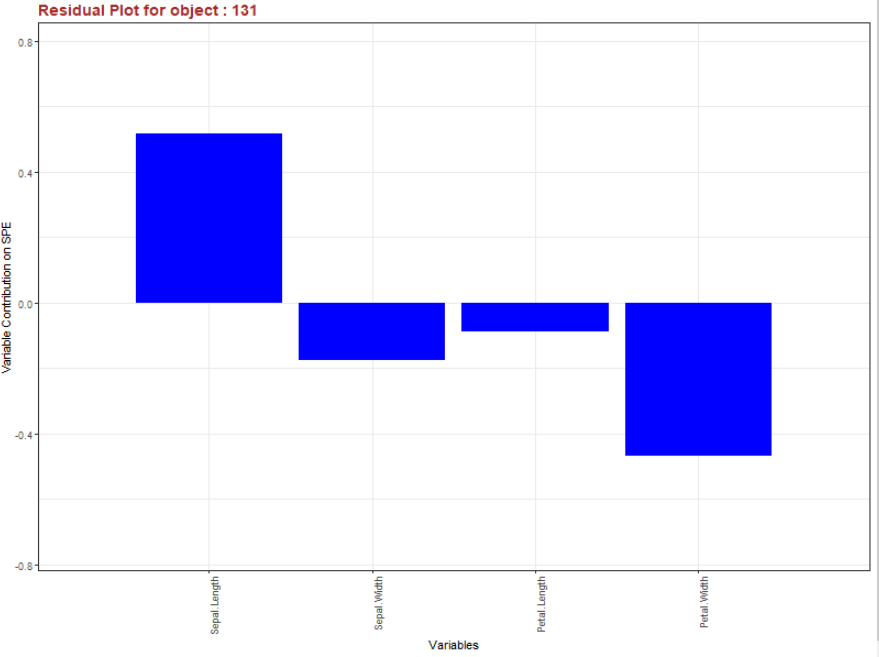 Residual Plot for object : 131
Variable Contribution on SPE
0.8
0.4
0.0
-0.4
-0.8
Sepal.Length
Sepal.Width
Petal.Length
Petal.Width
Variables